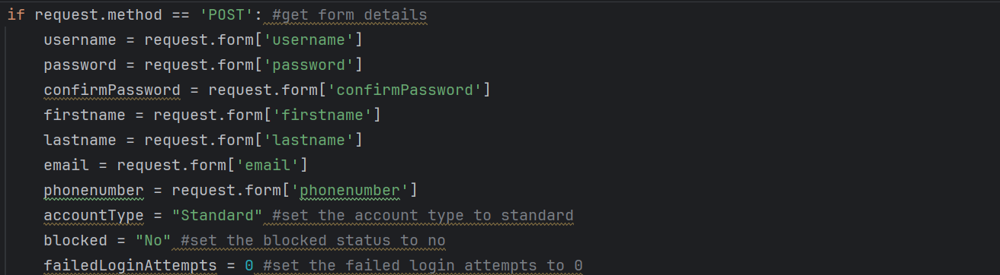 if request.method == 'POST': #get form details
username = request.form['username']
password = request.form['password']
confirmPassword = request.form['confirmPassword']
firstname = request.form['firstname']
lastname = request.form['lastname']
email = request.form['email']
phonenumber = request.form['phonenumber']
accountType = "Standard" #set the account type to standard
blocked = "No" #set the blocked status to no
failedLoginAttempts = 0 #set the failed login attempts to 0